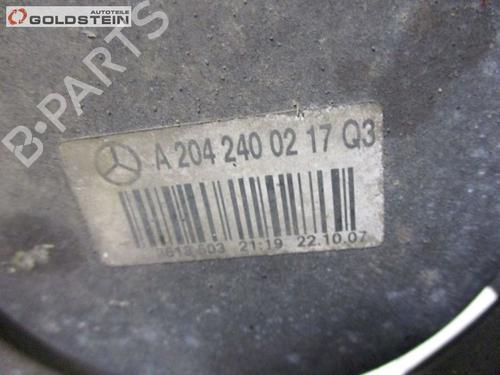 AUTOTEILE
GOLDSTEIN
A 204 240 02 17 Q3
21:19 22.10.07
B-PARTS